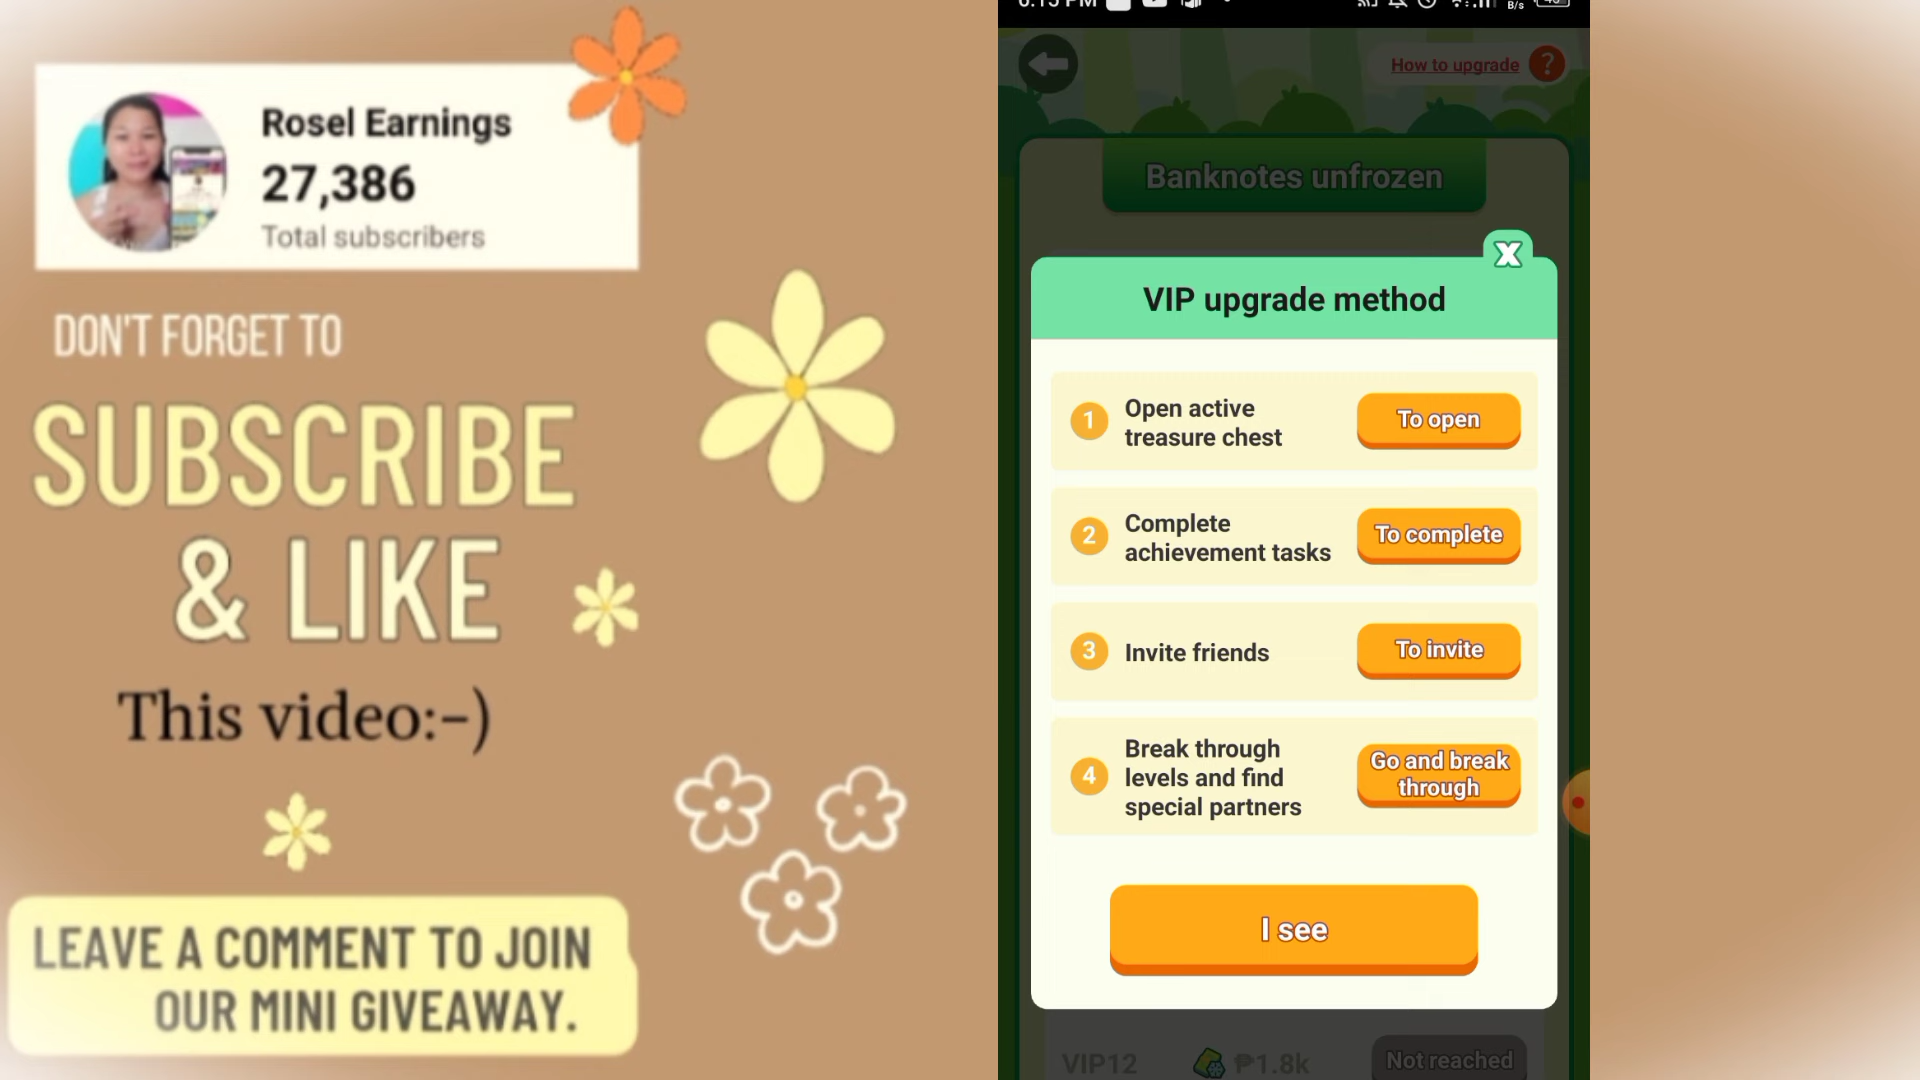 Rosel Earnings
27,386
Total subscribers
DON'T FORGET TO
SUBSCRIBE
& LIKE
This video:-)
LEAVE A COMMENT TO JOIN
OUR MINI GIVEAWAY.
6:15 PM
B/s
How to upgrade ?
Banknotes unfrozen
X
VIP upgrade method
1 Open active
treasure chest
To open
2 Complete
achievement tasks
To complete
3 Invite friends
To invite
4 Break through
levels and find
special partners
Go and break
through
I see
VIP12 ₱1.8k Not reached